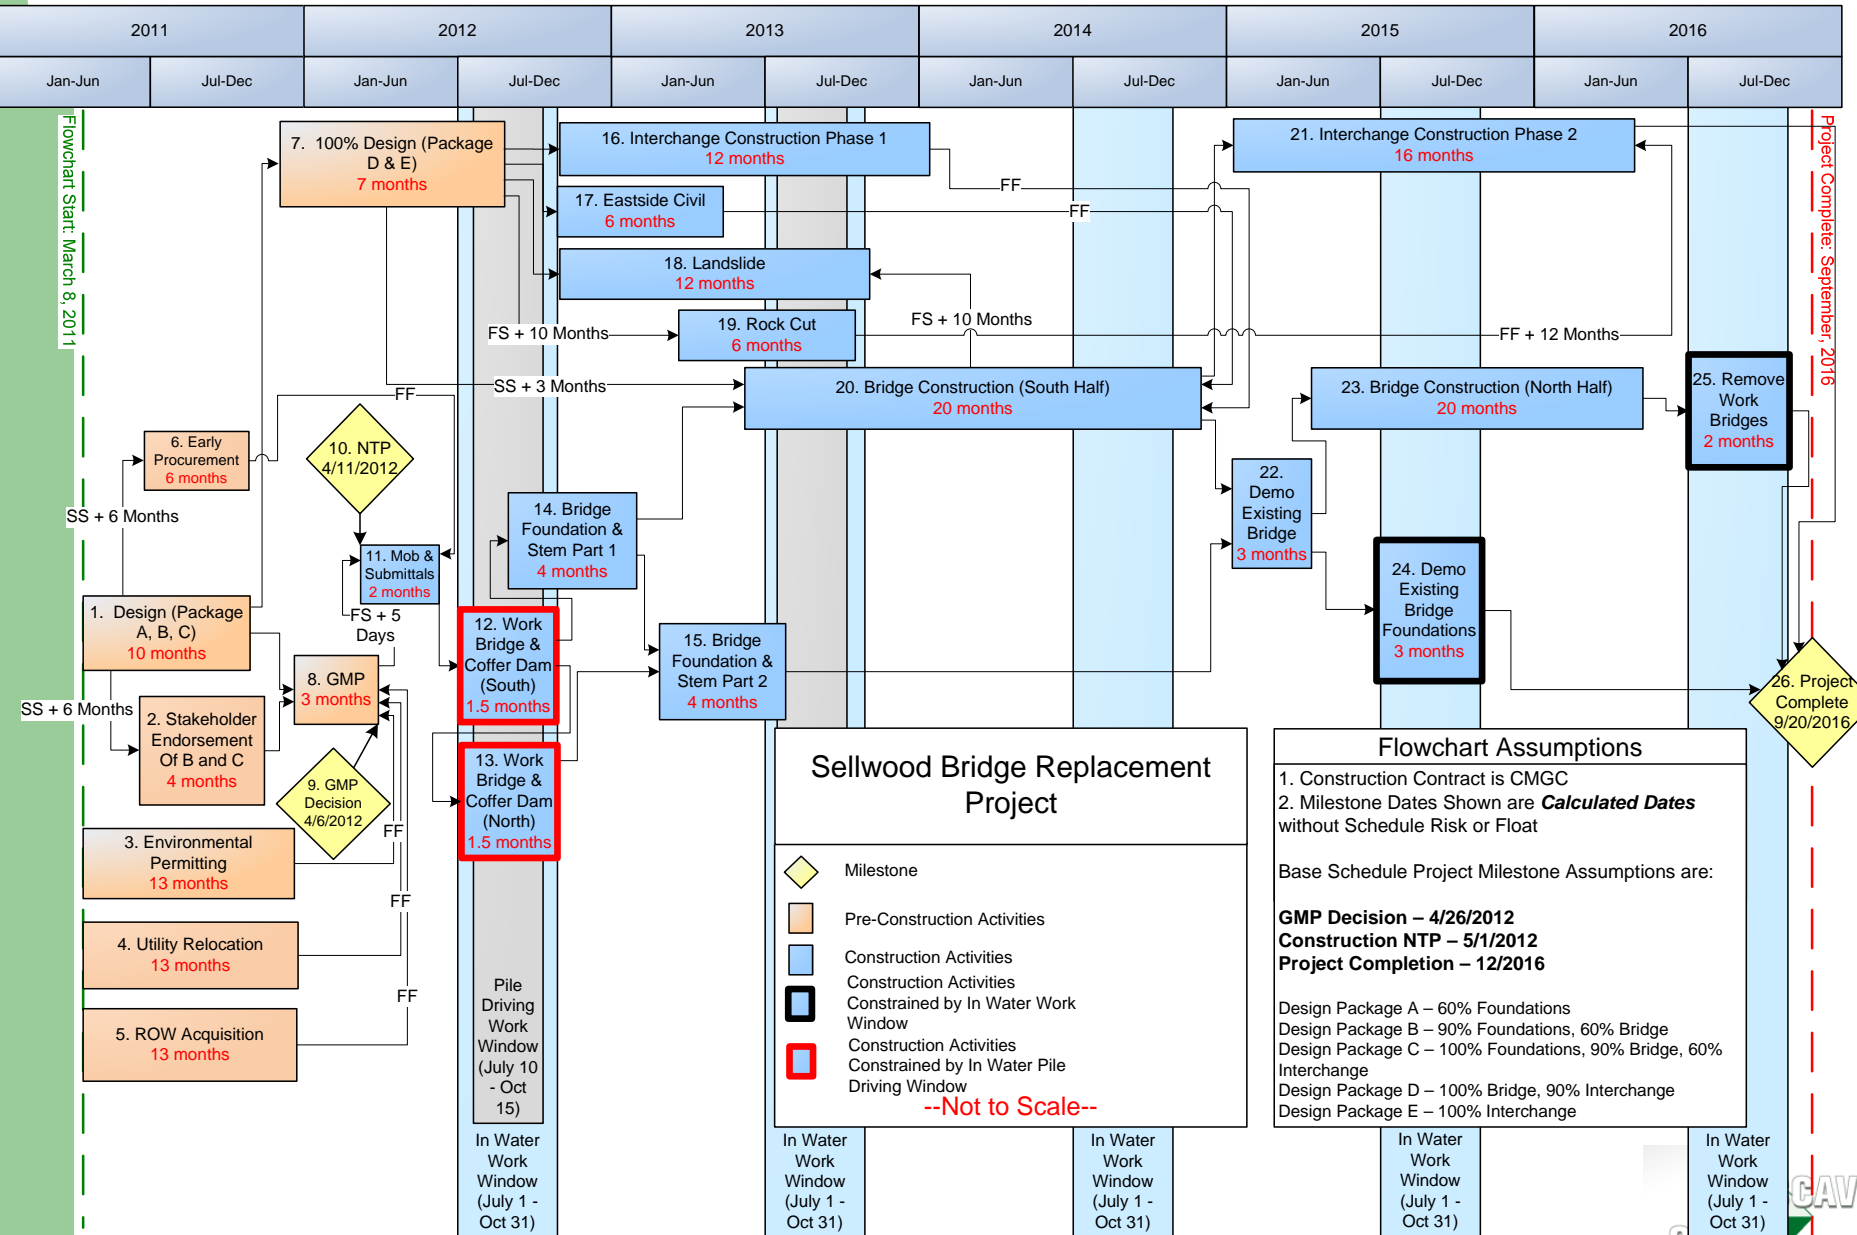 2011
2012
2013
2014
2015
2016
Jan-Jun
Jul-Dec
Jan-Jun
Jul-Dec
Jan-Jun
Jul-Dec
Jan-Jun
Jul-Dec
Jan-Jun
Jul-Dec
Jan-Jun
Jul-Dec
Flowchart Start: March 8, 2011
Project Complete: September, 2016
7. 100% Design (Package
D & E)
7 months
16. Interchange Construction Phase 1
12 months
21. Interchange Construction Phase 2
16 months
FF
17. Eastside Civil
6 months
FF
18. Landslide
12 months
FS + 10 Months
19. Rock Cut
6 months
FS + 10 Months
FF + 12 Months
SS + 3 Months
20. Bridge Construction (South Half)
20 months
23. Bridge Construction (North Half)
20 months
25. Remove
Work
Bridges
2 months
FF
6. Early
Procurement
6 months
10. NTP
4/11/2012
SS + 6 Months
14. Bridge
Foundation &
Stem Part 1
4 months
22.
Demo
Existing
Bridge
3 months
11. Mob &
Submittals
2 months
FS + 5
Days
24. Demo
Existing
Bridge
Foundations
3 months
1. Design (Package
A, B, C)
10 months
12. Work
Bridge &
Coffer Dam
(South)
1.5 months
15. Bridge
Foundation &
Stem Part 2
4 months
8. GMP
3 months
SS + 6 Months
2. Stakeholder
Endorsement
Of B and C
4 months
26. Project
Complete
9/20/2016
9. GMP
Decision
4/6/2012
13. Work
Bridge &
Coffer Dam
(North)
1.5 months
FF
3. Environmental
Permitting
13 months
FF
4. Utility Relocation
13 months
FF
5. ROW Acquisition
13 months
Pile
Driving
Work
Window
(July 10
- Oct
15)
Sellwood Bridge Replacement
Project
Milestone
Pre-Construction Activities
Construction Activities
Construction Activities
Constrained by In Water Work
Window
Construction Activities
Constrained by In Water Pile
Driving Window
--Not to Scale--
Flowchart Assumptions
1. Construction Contract is CMGC
2. Milestone Dates Shown are Calculated Dates
without Schedule Risk or Float
Base Schedule Project Milestone Assumptions are:
GMP Decision – 4/26/2012
Construction NTP – 5/1/2012
Project Completion – 12/2016
Design Package A – 60% Foundations
Design Package B – 90% Foundations, 60% Bridge
Design Package C – 100% Foundations, 90% Bridge, 60%
Interchange
Design Package D – 100% Bridge, 90% Interchange
Design Package E – 100% Interchange
In Water
Work
Window
(July 1 -
Oct 31)
In Water
Work
Window
(July 1 -
Oct 31)
In Water
Work
Window
(July 1 -
Oct 31)
In Water
Work
Window
(July 1 -
Oct 31)
In Water
Work
Window
(July 1 -
Oct 31)